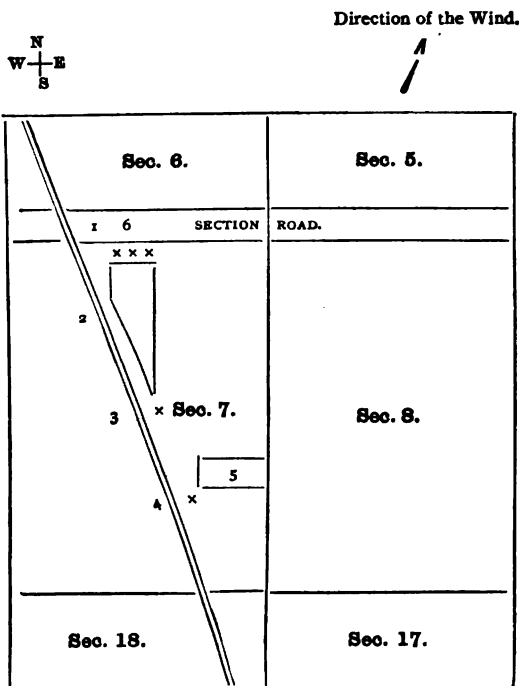 Direction of the Wind.
N
W E
S
Sec. 6.
Sec. 5.
1 6 SECTION ROAD.
x x x
2
3
x Sec. 7.
Sec. 8.
5
4 x
Sec. 18.
Sec. 17.